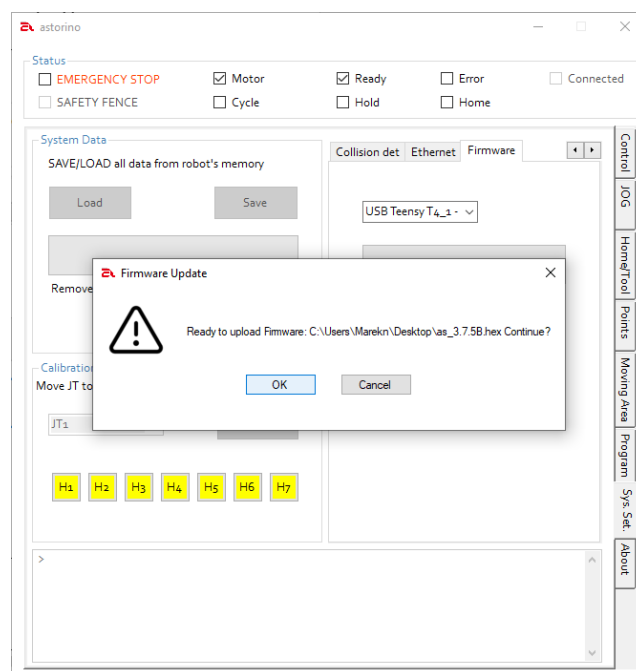 astorino
Status
EMERGENCY STOP
Motor
Ready
Error
Connected
SAFETY FENCE
Cycle
Hold
Home
System Data
SAVE/LOAD all data from robot's memory
Load
Save
Remove
Collision det
Ethernet
Firmware
USB Teensy T4_1 -
Firmware Update
Ready to upload Firmware: C:\Users\Marekn\Desktop\as_3.7.5B.hex Continue?
OK
Cancel
Move JT to
JT1
H1 H2 H3 H4 H5 H6 H7
>
Control
JOG
Home/Tool
Points
Moving Area
Program
Sys. Set.
About